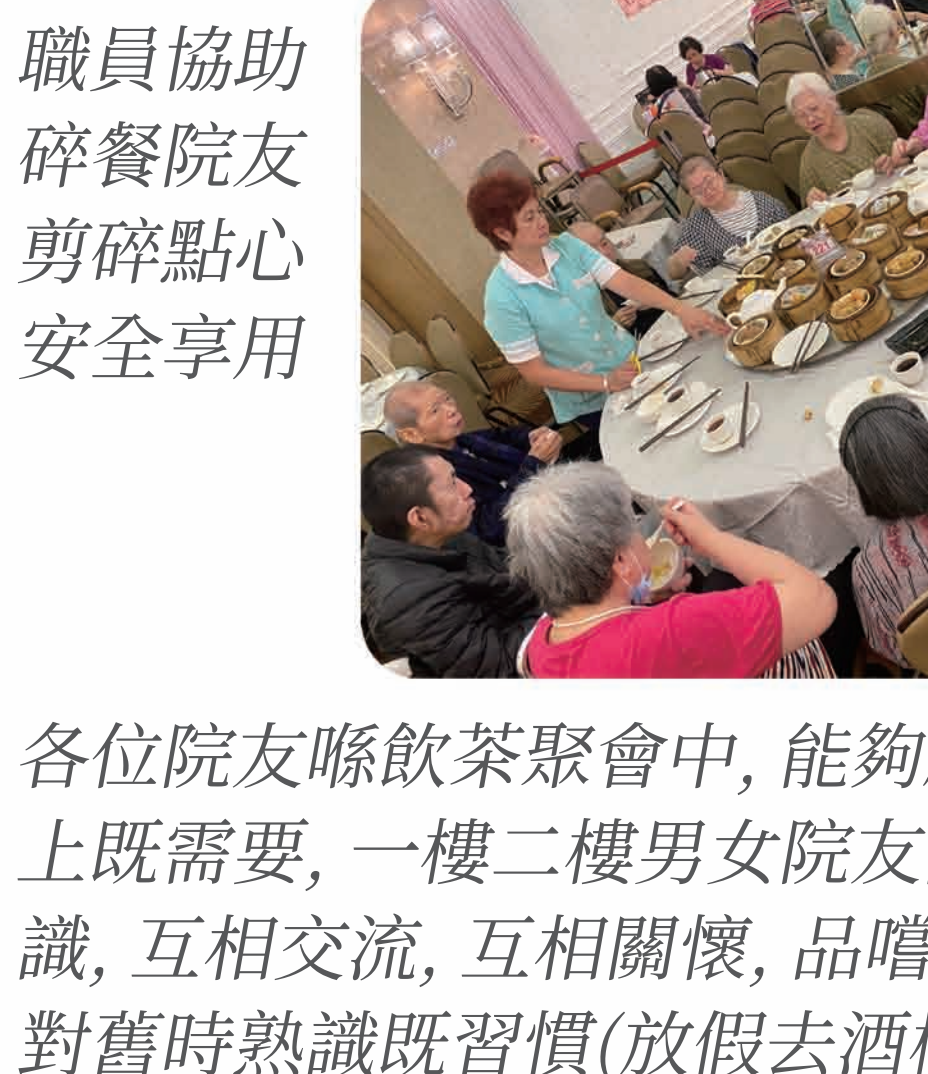 職員協助
碎餐院友
剪碎點心
安全享用
221
各位院友喺飲茶聚會中, 能夠
上既需要, 一樓二樓男女院友
識, 互相交流, 互相關懷, 品嚐
對舊時熟識既習慣(放假去酒